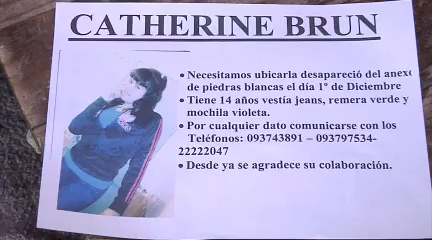 CATHERINE BRUN
• Necesitamos ubicarla desapareció del anexo
de piedras blancas el día 1º de Diciembre
• Tiene 14 años vestía jeans, remera verde y
mochila violeta.
• Por cualquier dato comunicarse con los
Teléfonos: 093743891 – 093797534-
22222047
• Desde ya se agradece su colaboración.